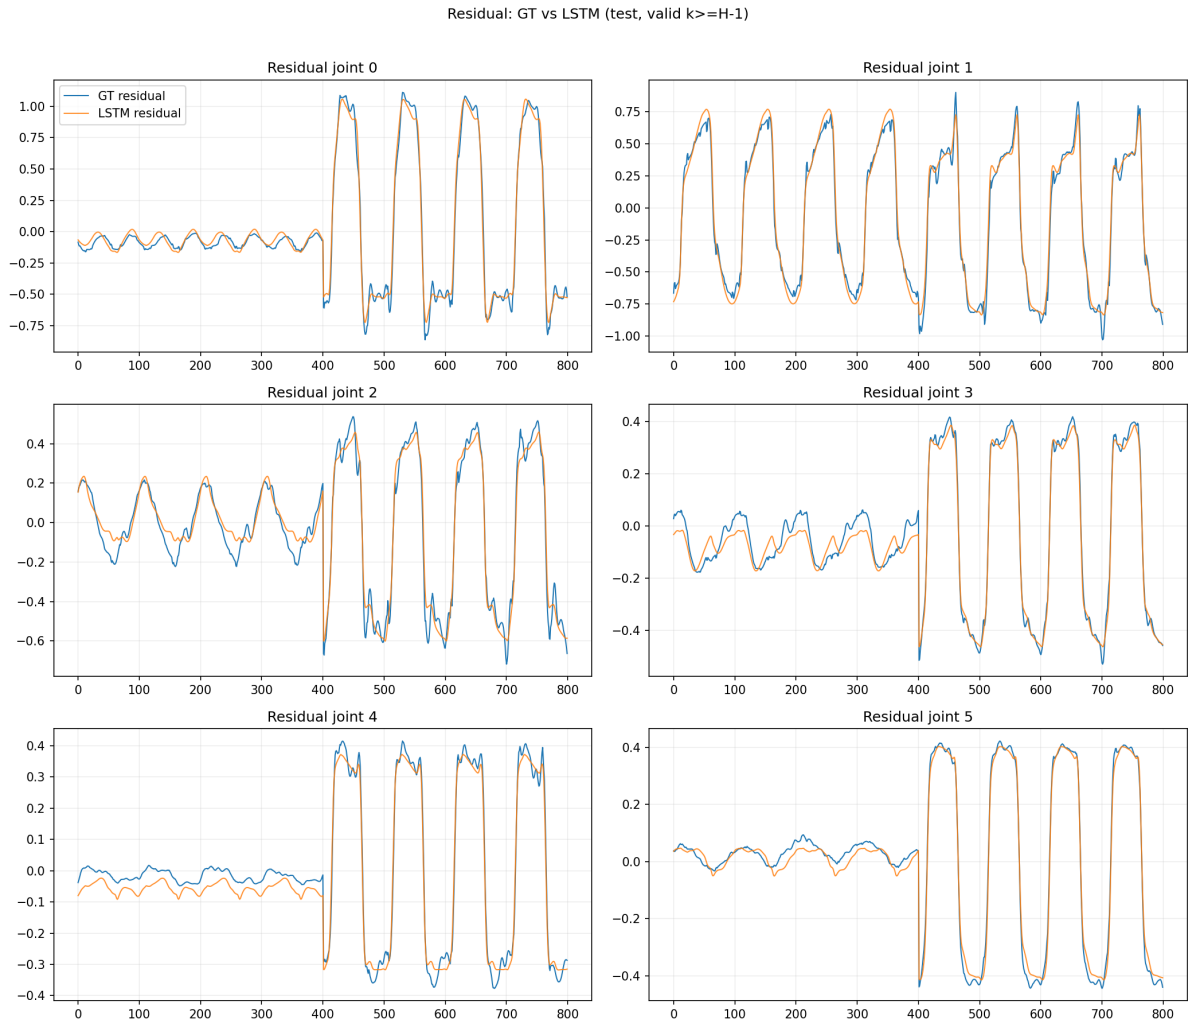 Residual: GT vs LSTM (test, valid k>=H-1)
Residual joint 0
GT residual
LSTM residual
1.00
0.75
0.50
0.25
0.00
−0.25
−0.50
−0.75
0 100 200 300 400 500 600 700 800
Residual joint 1
0.75
0.50
0.25
0.00
−0.25
−0.50
−0.75
−1.00
0 100 200 300 400 500 600 700 800
Residual joint 2
0.4
0.2
0.0
−0.2
−0.4
−0.6
0 100 200 300 400 500 600 700 800
Residual joint 3
0.4
0.2
0.0
−0.2
−0.4
0 100 200 300 400 500 600 700 800
Residual joint 4
0.4
0.3
0.2
0.1
0.0
−0.1
−0.2
−0.3
−0.4
0 100 200 300 400 500 600 700 800
Residual joint 5
0.4
0.2
0.0
−0.2
−0.4
0 100 200 300 400 500 600 700 800